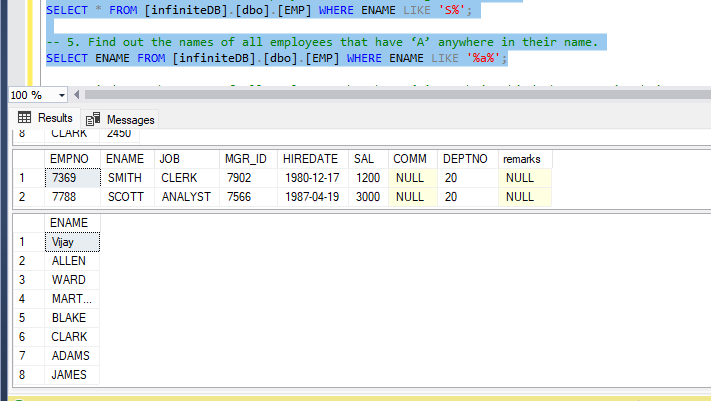 SELECT * FROM [infiniteDB].[dbo].[EMP] WHERE ENAME LIKE 'S%';
-- 5. Find out the names of all employees that have ‘A’ anywhere in their name.
SELECT ENAME FROM [infiniteDB].[dbo].[EMP] WHERE ENAME LIKE '%a%';
100 %
Results Messages
8 CLARK 2450
EMPNO ENAME JOB MGR_ID HIREDATE SAL COMM DEPTNO remarks
1 7369 SMITH CLERK 7902 1980-12-17 1200 NULL 20 NULL
2 7788 SCOTT ANALYST 7566 1987-04-19 3000 NULL 20 NULL
ENAME
1 Vijay
2 ALLEN
3 WARD
4 MART...
5 BLAKE
6 CLARK
7 ADAMS
8 JAMES